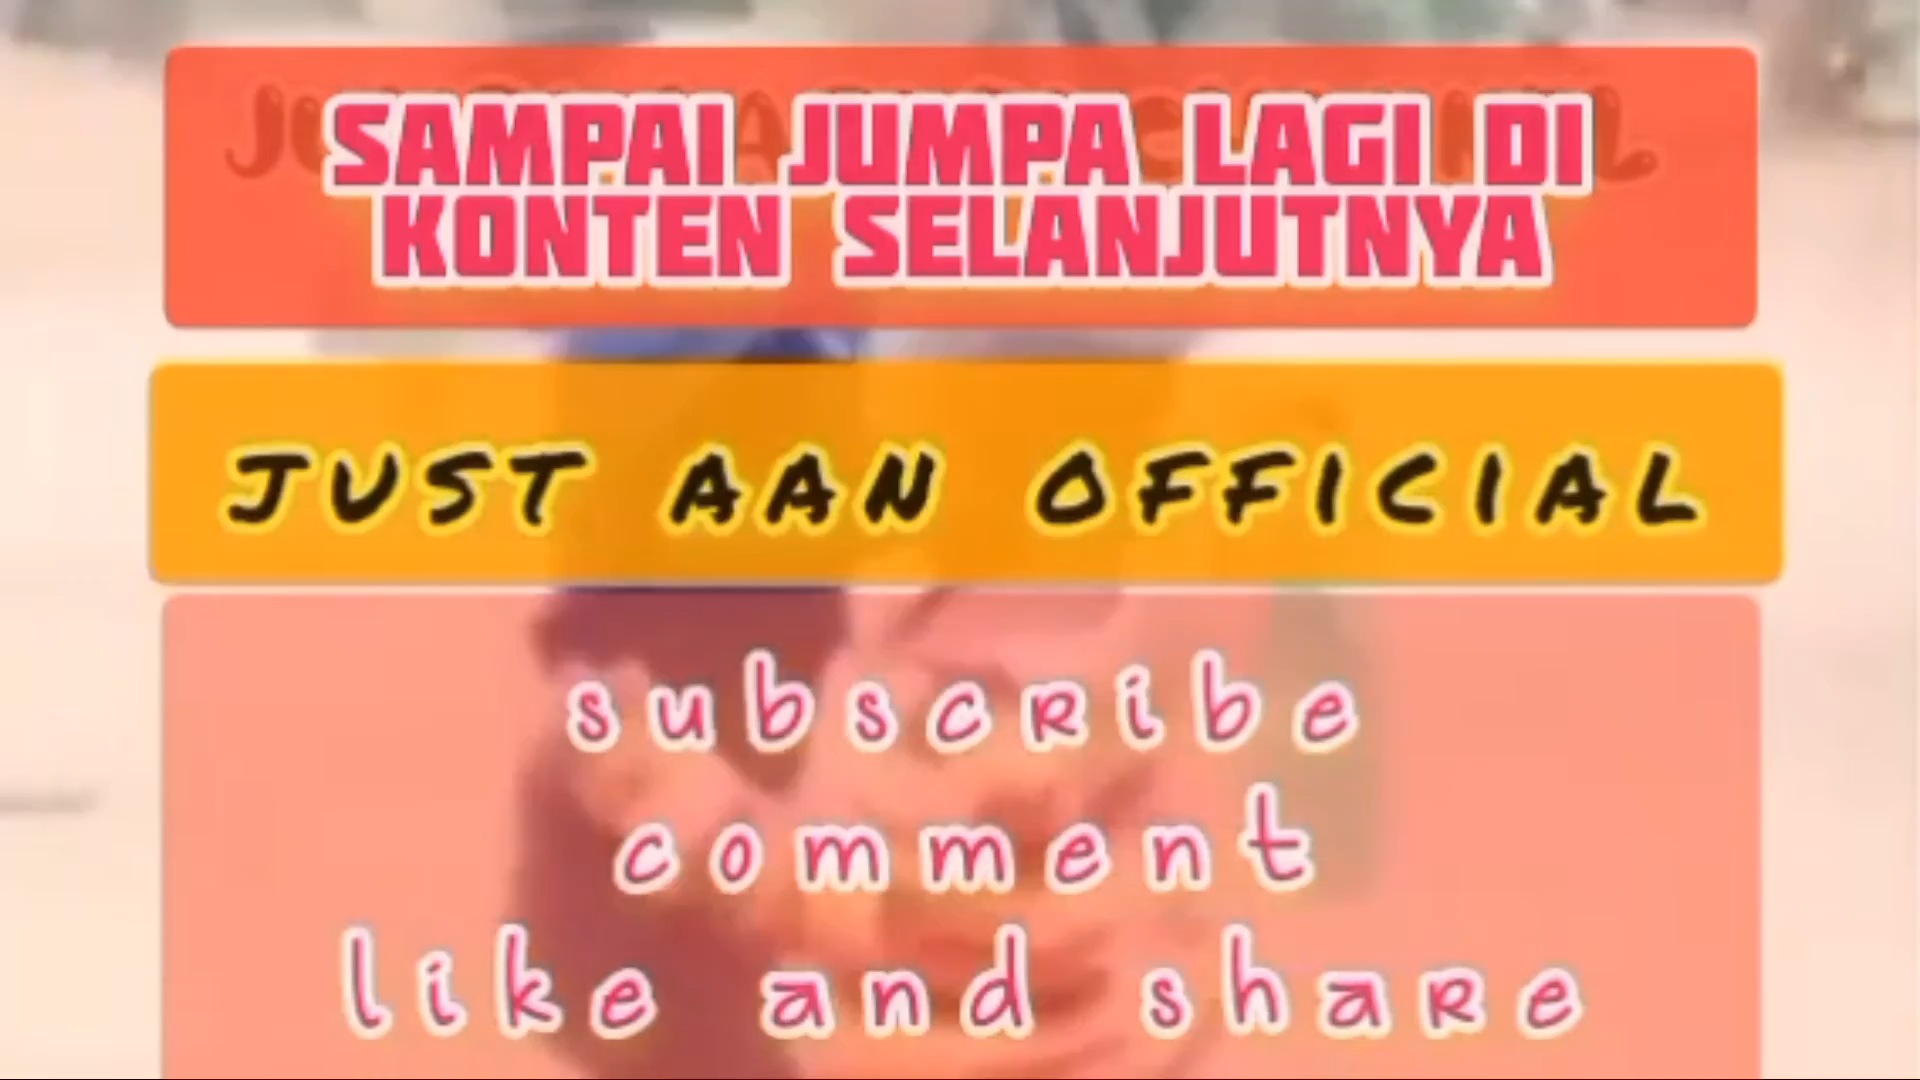 SAMPAI JUMPA LAGI DI
KONTEN SELANJUTNYA
JUST AAN OFFICIAL
subscribe
comment
like and share